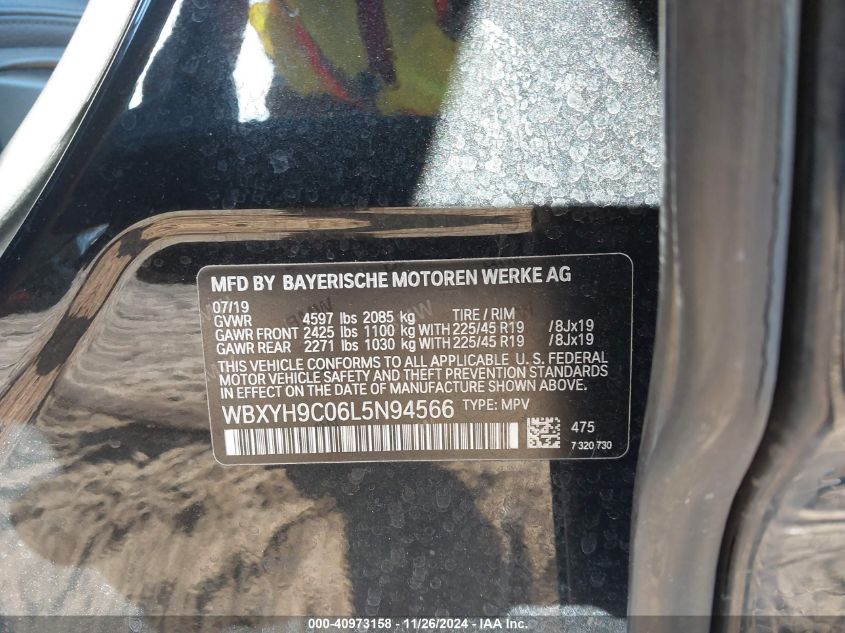 MFD BY BAYERISCHE MOTOREN WERKE AG
07/19
GVWR 4597 lbs 2085 kg TIRE / RIM
GAWR FRONT 2425 lbs 1100 kg WITH 225/45 R19 /8Jx19
GAWR REAR 2271 lbs 1030 kg WITH 225/45 R19 /8Jx19
THIS VEHICLE CONFORMS TO ALL APPLICABLE U. S. FEDERAL
MOTOR VEHICLE SAFETY AND THEFT PREVENTION STANDARDS
IN EFFECT ON THE DATE OF MANUFACTURE SHOWN ABOVE.
WBXYH9C06L5N94566 TYPE: MPV
475
7 320 730
000-40973158 - 11/26/2024 - IAA Inc.